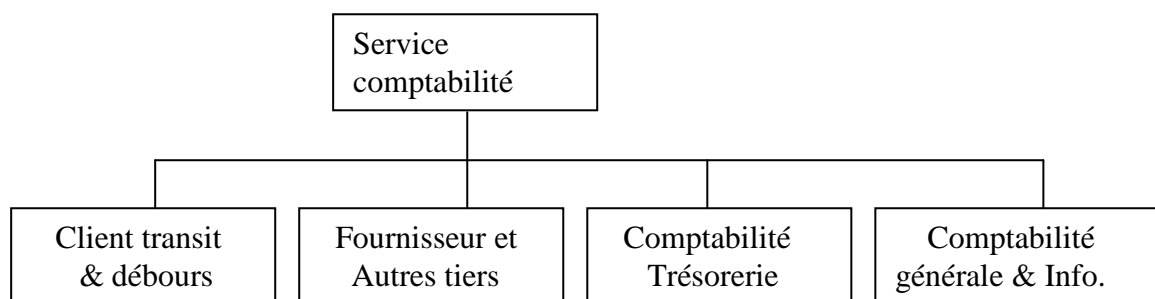 Service
comptabilité
Client transit
& débours
Fournisseur et
Autres tiers
Comptabilité
Trésorerie
Comptabilité
générale & Info.